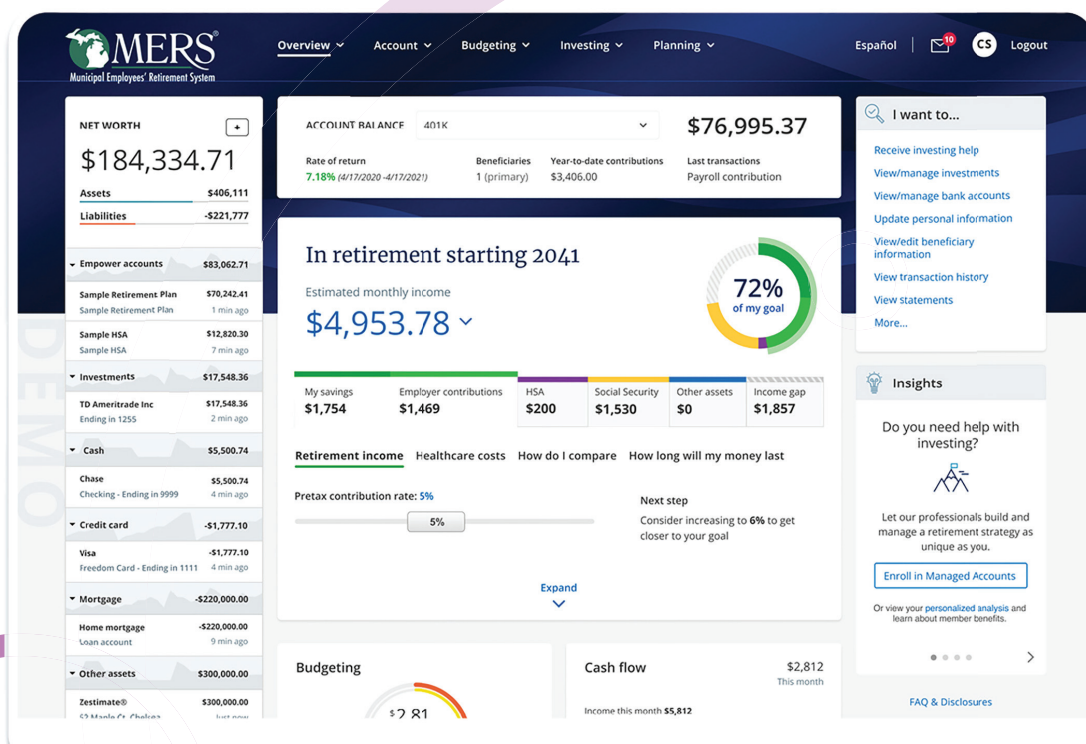 MERS®
Municipal Employees' Retirement System
Overview
Account
Budgeting
Investing
Planning
Español
10
CS
Logout
NET WORTH
+
$184,334.71
Assets $406,111
Liabilities -$221,777
Empower accounts $83,062.71
Sample Retirement Plan $70,242.41
Sample Retirement Plan 1 min ago
Sample HSA $12,820.30
Sample HSA 7 min ago
Investments $17,548.36
TD Ameritrade Inc $17,548.36
Ending in 1255 2 min ago
Cash $5,500.74
Chase $5,500.74
Checking - Ending in 9999 4 min ago
Credit card -$1,777.10
Visa -$1,777.10
Freedom Card - Ending in 1111 4 min ago
Mortgage -$220,000.00
Home mortgage -$220,000.00
Loan account 9 min ago
Other assets $300,000.00
Zestimate® $300,000.00
52 Maple Ct, Chelsea just now
DEMO
ACCOUNT BALANCE 401K $76,995.37
Rate of return Beneficiaries Year-to-date contributions Last transactions
7.18% (4/17/2020 -4/17/2021) 1 (primary) $3,406.00 Payroll contribution
In retirement starting 2041
Estimated monthly income
$4,953.78
72%
of my goal
My savings Employer contributions HSA Social Security Other assets Income gap
$1,754 $1,469 $200 $1,530 $0 $1,857
Retirement income Healthcare costs How do I compare How long will my money last
Pretax contribution rate: 5%
5%
Next step
Consider increasing to 6% to get
closer to your goal
Expand
Budgeting
$2,81
Cash flow $2,812
This month
Income this month $5,812
I want to...
Receive investing help
View/manage investments
View/manage bank accounts
Update personal information
View/edit beneficiary
information
View transaction history
View statements
More...
Insights
Do you need help with
investing?
Let our professionals build and
manage a retirement strategy as
unique as you.
Enroll in Managed Accounts
Or view your personalized analysis and
learn about member benefits.
FAQ & Disclosures